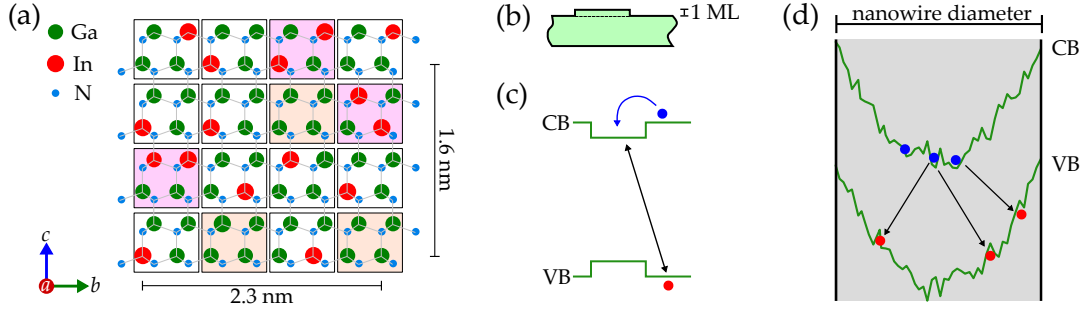 (a)
Ga
In
N
c
a
b
1.6 nm
2.3 nm
(b)
1 ML
(c)
CB
VB
(d)
nanowire diameter
CB
VB